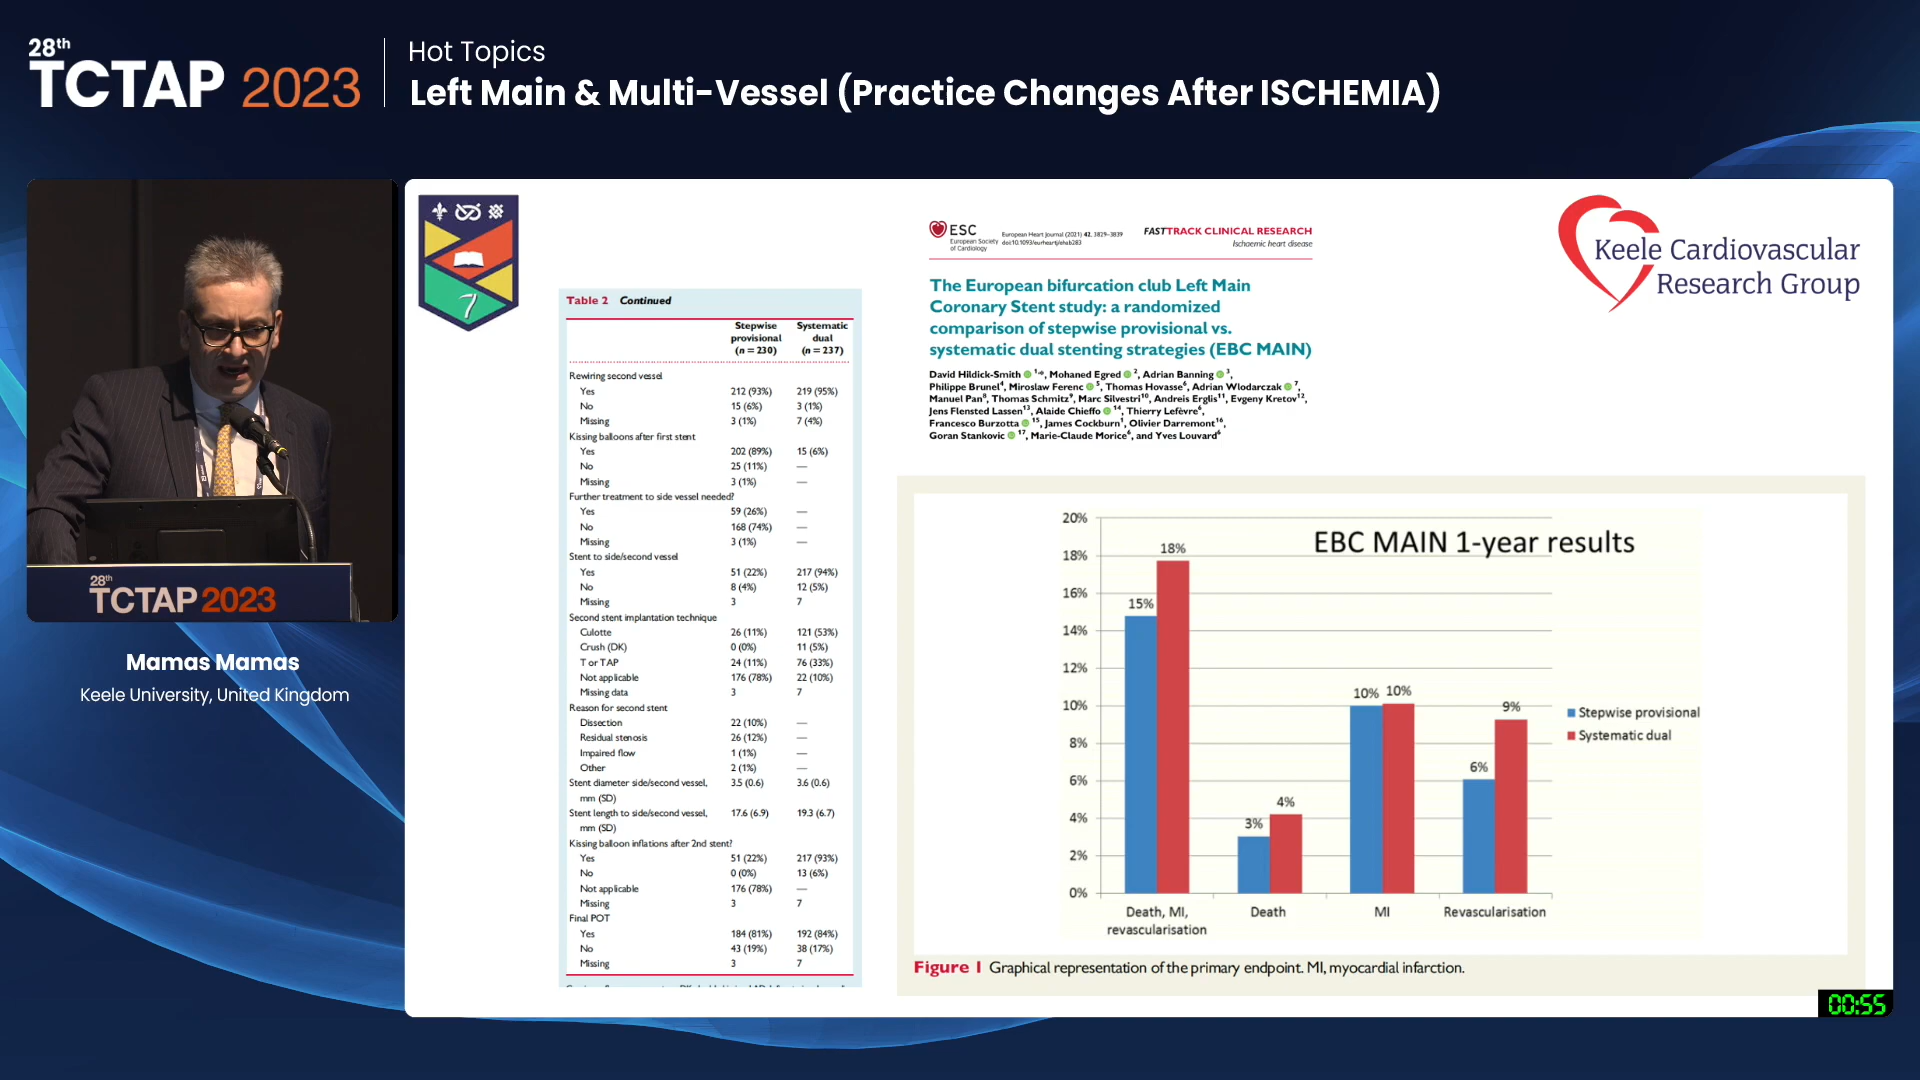 28th
TCTAP 2023
Hot Topics
Left Main & Multi-Vessel (Practice Changes After ISCHEMIA)
28th
TCTAP 2023
Mamas Mamas
Keele University, United Kingdom
Table 2 Continued
Stepwise provisional (n = 230) Systematic dual (n = 237)
Rewiring second vessel
Yes 212 (93%) 219 (95%)
No 15 (6%) 3 (1%)
Missing 3 (1%) 7 (4%)
Kissing balloons after first stent
Yes 202 (89%) 15 (6%)
No 25 (11%) —
Missing 3 (1%) —
Further treatment to side vessel needed?
Yes 59 (26%) —
No 168 (74%) —
Missing 3 (1%) —
Stent to side/second vessel
Yes 51 (22%) 217 (94%)
No 8 (4%) 12 (5%)
Missing 3 7
Second stent implantation technique
Culotte 26 (11%) 121 (53%)
Crush (DK) 0 (0%) 11 (5%)
T or TAP 24 (11%) 76 (33%)
Not applicable 176 (78%) 22 (10%)
Missing data 3 7
Reason for second stent
Dissection 22 (10%) —
Residual stenosis 26 (12%) —
Impaired flow 1 (1%) —
Other 2 (1%) —
Stent diameter side/second vessel, 3.5 (0.6) 3.6 (0.6)
mm (SD)
Stent length to side/second vessel, 17.6 (6.9) 19.3 (6.7)
mm (SD)
Kissing balloon inflations after 2nd stent?
Yes 51 (22%) 217 (93%)
No 0 (0%) 13 (6%)
Not applicable 176 (78%) —
Missing 3 7
Final POT
Yes 184 (81%) 192 (84%)
No 43 (19%) 38 (17%)
Missing 3 7
ESC
European Society
of Cardiology
European Heart Journal (2021) 42, 3829–3839
doi:10.1093/eurheartj/ehab283
FASTTRACK CLINICAL RESEARCH
Ischaemic heart disease
The European bifurcation club Left Main
Coronary Stent study: a randomized
comparison of stepwise provisional vs.
systematic dual stenting strategies (EBC MAIN)
David Hildick-Smith 1,*, Mohaned Egred 2, Adrian Banning 3,
Philippe Brunel4, Miroslaw Ferenc 5, Thomas Hovasse6, Adrian Wlodarczak 7,
Manuel Pan8, Thomas Schmitz9, Marc Silvestri10, Andreis Erglis11, Evgeny Kretov12,
Jens Flensted Lassen13, Alaide Chieffo 14, Thierry Lefèvre6,
Francesco Burzotta 15, James Cockburn1, Olivier Darremont16,
Goran Stankovic 17, Marie-Claude Morice6, and Yves Louvard6
Keele Cardiovascular
Research Group
EBC MAIN 1-year results
20%
18%
16%
14%
12%
10%
8%
6%
4%
2%
0%
15% 18%
3% 4%
10% 10%
6% 9%
Death, MI,
revascularisation
Death
MI
Revascularisation
Stepwise provisional
Systematic dual
Figure 1 Graphical representation of the primary endpoint. MI, myocardial infarction.
00:55